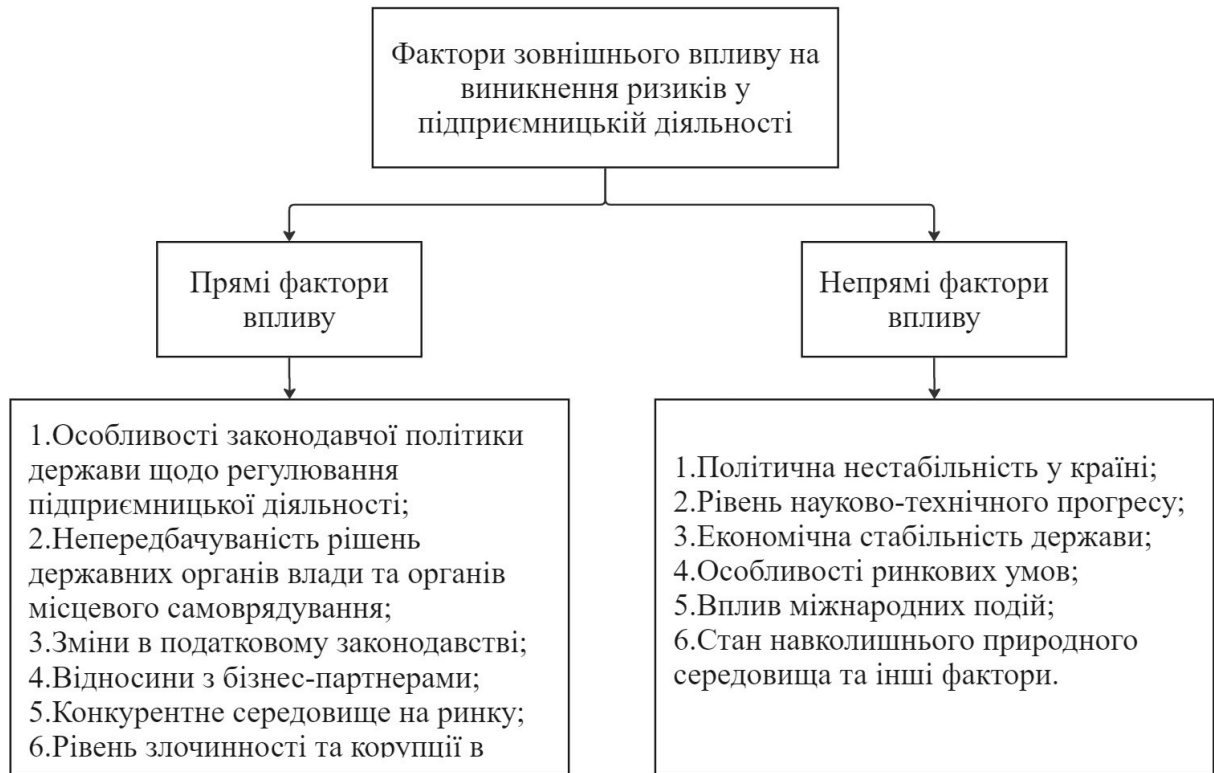 Фактори зовнішнього впливу на
виникнення ризиків у
підприємницькій діяльності
Прямі фактори
впливу
Непрямі фактори
впливу
1.Особливості законодавчої політики
держави щодо регулювання
підприємницької діяльності;
2.Непередбачуваність рішень
державних органів влади та органів
місцевого самоврядування;
3.Зміни в податковому законодавстві;
4.Відносини з бізнес-партнерами;
5.Конкурентне середовище на ринку;
6.Рівень злочинності та корупції в
1.Політична нестабільність у країні;
2.Рівень науково-технічного прогресу;
3.Економічна стабільність держави;
4.Особливості ринкових умов;
5.Вплив міжнародних подій;
6.Стан навколишнього природного
середовища та інші фактори.